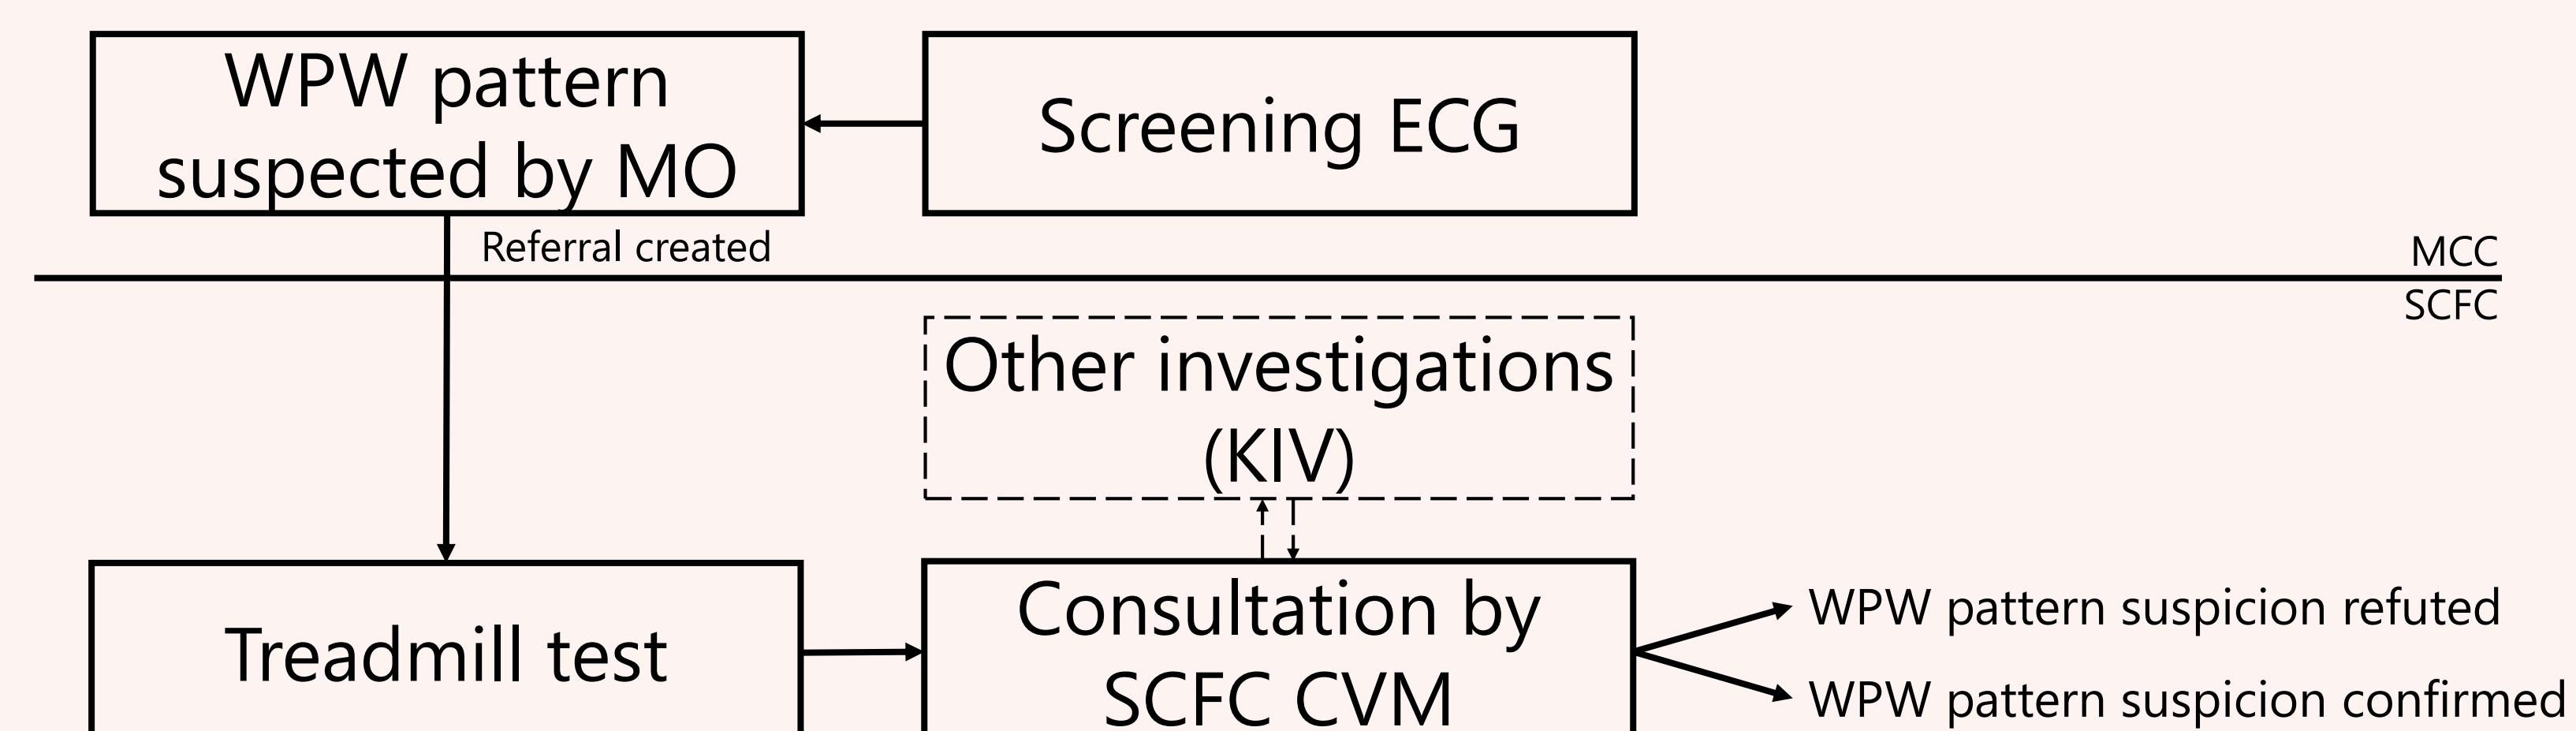 WPW pattern
suspected by MO
Screening ECG
Referral created
MCC
SCFC
Other investigations
(KIV)
Treadmill test
Consultation by
SCFC CVM
WPW pattern suspicion refuted
WPW pattern suspicion confirmed